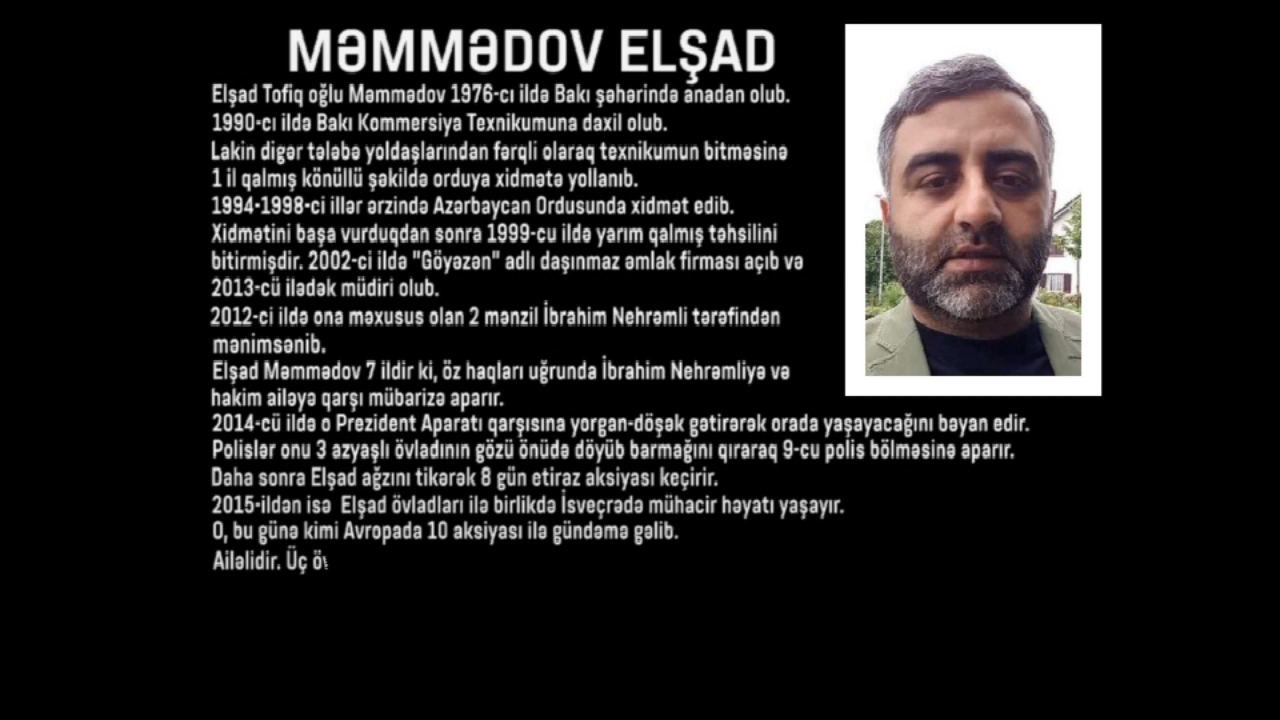 MƏMMƏDOV ELŞAD
Elşad Tofiq oğlu Məmmədov 1976-cı ildə Bakı şəhərində anadan olub.
1990-cı ildə Bakı Kommersiya Texnikumuna daxil olub.
Lakin digər tələbə yoldaşlarından fərqli olaraq texnikumun bitməsinə
1 il qalmış könüllü şəkildə orduya xidmətə yollanıb.
1994-1998-ci illər ərzində Azərbaycan Ordusunda xidmət edib.
Xidmətini başa vurduqdan sonra 1999-cu ildə yarım qalmış təhsilini
bitirmişdir. 2002-ci ildə "Göyəzən" adlı daşınmaz əmlak firması açıb və
2013-cü ilədək müdiri olub.
2012-ci ildə ona məxusus olan 2 mənzil İbrahim Nehrəmli tərəfindən
mənimsənib.
Elşad Məmmədov 7 ildir ki, öz haqları uğrunda İbrahim Nehrəmliyə və
hakim ailəyə qarşı mübarizə aparır.
2014-cü ildə o Prezident Aparatı qarşısına yorgan-döşək gətirərək orada yaşayacağını bəyan edir.
Polislər onu 3 azyaşlı övladının gözü önüdə döyüb barmağını qıraraq 9-cu polis bölməsinə aparır.
Daha sonra Elşad ağzını tikərək 8 gün etiraz aksiyası keçirir.
2015-ildən isə Elşad övladları ilə birlikdə İsveçrədə mühacir həyatı yaşayır.
O, bu günə kimi Avropada 10 aksiyası ilə gündəmə gəlib.
Ailəlidir. Üç